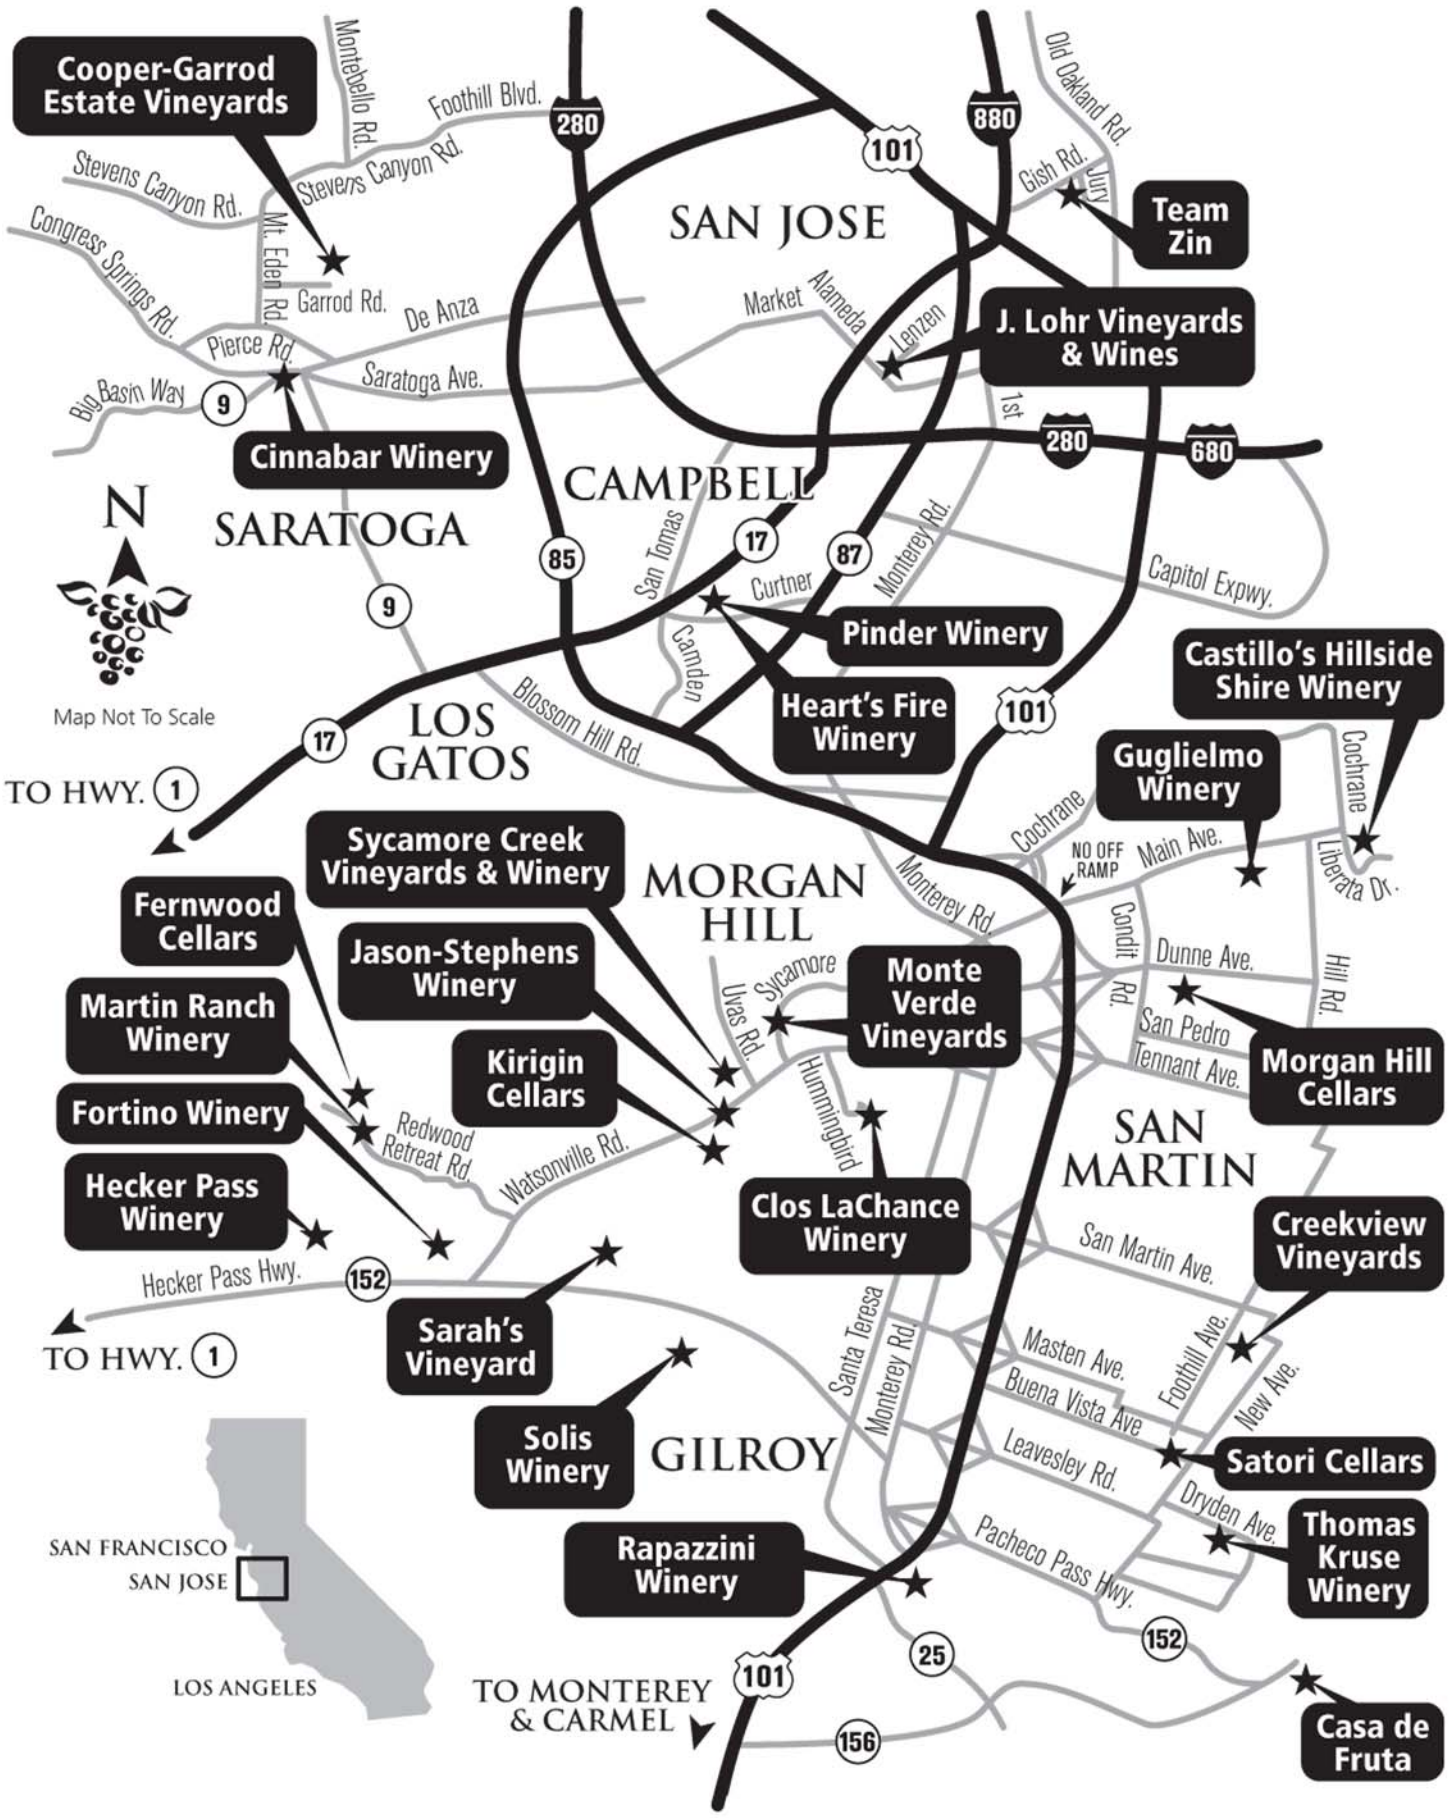 Cooper-Garrod
Estate Vineyards
Montebello Rd.
Foothill Blvd.
280
Stevens Canyon Rd.
Stevens Canyon Rd.
Congress Springs Rd.
Mt. Eden Rd.
Garrod Rd.
De Anza
Pierce Rd.
Saratoga Ave.
Big Basin Way
9
Cinnabar Winery
101
880
Old Oakland Rd.
Gish Rd.
Jury
Team
Zin
SAN JOSE
Market
Alameda
Lenzen
J. Lohr Vineyards
& Wines
1st
280
680
N
Map Not To Scale
SARATOGA
9
CAMPBELL
85
17
87
San Tomas
Curtner
Monterey Rd.
Capitol Expwy.
Camden
Pinder Winery
Heart's Fire
Winery
101
Castillo's Hillside
Shire Winery
LOS
GATOS
Blossom Hill Rd.
17
TO HWY. 1
Guglielmo
Winery
Cochrane
Cochrane
NO OFF
RAMP
Main Ave.
Liberata Dr.
Sycamore Creek
Vineyards & Winery
MORGAN
HILL
Monterey Rd.
Condit Rd.
Dunne Ave.
Hill Rd.
San Pedro
Tennant Ave.
Morgan Hill
Cellars
Fernwood
Cellars
Jason-Stephens
Winery
Martin Ranch
Winery
Kirigin
Cellars
Fortino Winery
Hecker Pass
Winery
Uvas Rd.
Sycamore
Monte
Verde
Vineyards
Hummingbird
Redwood
Retreat Rd.
Watsonville Rd.
Clos LaChance
Winery
SAN
MARTIN
San Martin Ave.
Creekview
Vineyards
Hecker Pass Hwy.
152
TO HWY. 1
Sarah's
Vineyard
Solis
Winery
GILROY
Santa Teresa
Monterey Rd.
Masten Ave.
Buena Vista Ave
Foothill Ave.
New Ave.
Leavesley Rd.
Satori Cellars
Dryden Ave.
Thomas
Kruse
Winery
Rapazzini
Winery
Pacheco Pass Hwy.
152
25
101
156
TO MONTEREY
& CARMEL
Casa de
Fruta
SAN FRANCISCO
SAN JOSE
LOS ANGELES